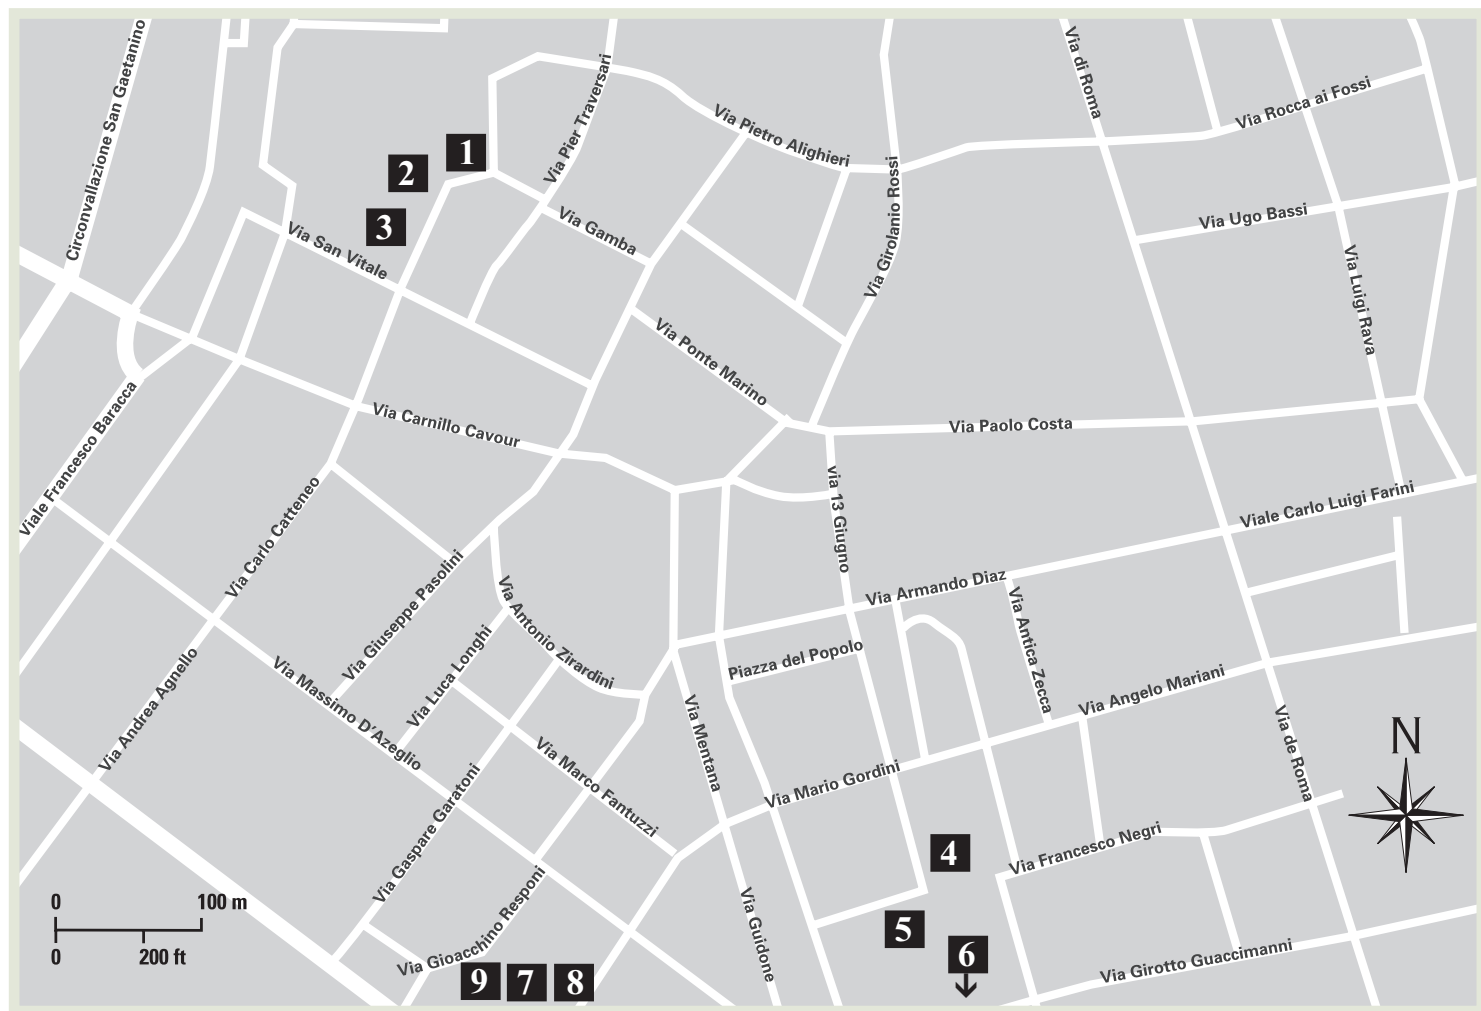 Circonvallazione San Gaetanino
Via Pier Traversari
Via Pietro Alighieri
Via di Roma
Via Rocca ai Fossi
1
2
3
Via San Vitale
Via Gamba
Via Girolanio Rossi
Via Ugo Bassi
Via Luigi Rava
Via Ponte Marino
Via Carnillo Cavour
Via Paolo Costa
Viale Francesco Baracca
Via Carlo Catteneo
via 13 Giugno
Viale Carlo Luigi Farini
Via Giuseppe Pasolini
Via Antonio Zirardini
Via Armando Diaz
Via Antica Zecca
Via Luca Longhi
Piazza del Popolo
Via Andrea Agnello
Via Massimo D'Azeglio
Via Mentana
Via Angelo Mariani
Via de Roma
N
Via Marco Fantuzzi
Via Mario Gordini
Via Gaspare Garatoni
Via Francesco Negri
4
Via Gioacchino Responi
Via Guidone
5
6
Via Girotto Guaccimanni
9
7
8
0
100 m
0
200 ft